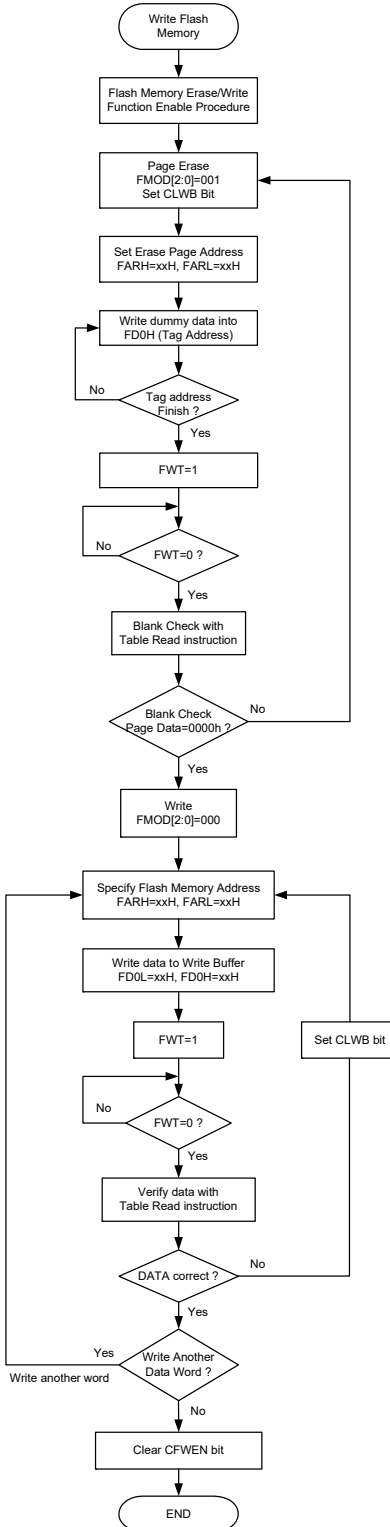 Write Flash
Memory
Flash Memory Erase/Write
Function Enable Procedure
Page Erase
FMOD[2:0]=001
Set CLWB Bit
Set Erase Page Address
FARH=xxH, FARL=xxH
Write dummy data into
FD0H (Tag Address)
No
Tag address
Finish ?
Yes
FWT=1
No
FWT=0 ?
Yes
Blank Check with
Table Read instruction
Blank Check
Page Data=0000h ?
No
Yes
Write
FMOD[2:0]=000
Specify Flash Memory Address
FARH=xxH, FARL=xxH
Write data to Write Buffer
FD0L=xxH, FD0H=xxH
FWT=1
Set CLWB bit
No
FWT=0 ?
Yes
Verify data with
Table Read instruction
DATA correct ?
No
Yes
Yes
Write Another
Data Word ?
Write another word
No
Clear CFWEN bit
END